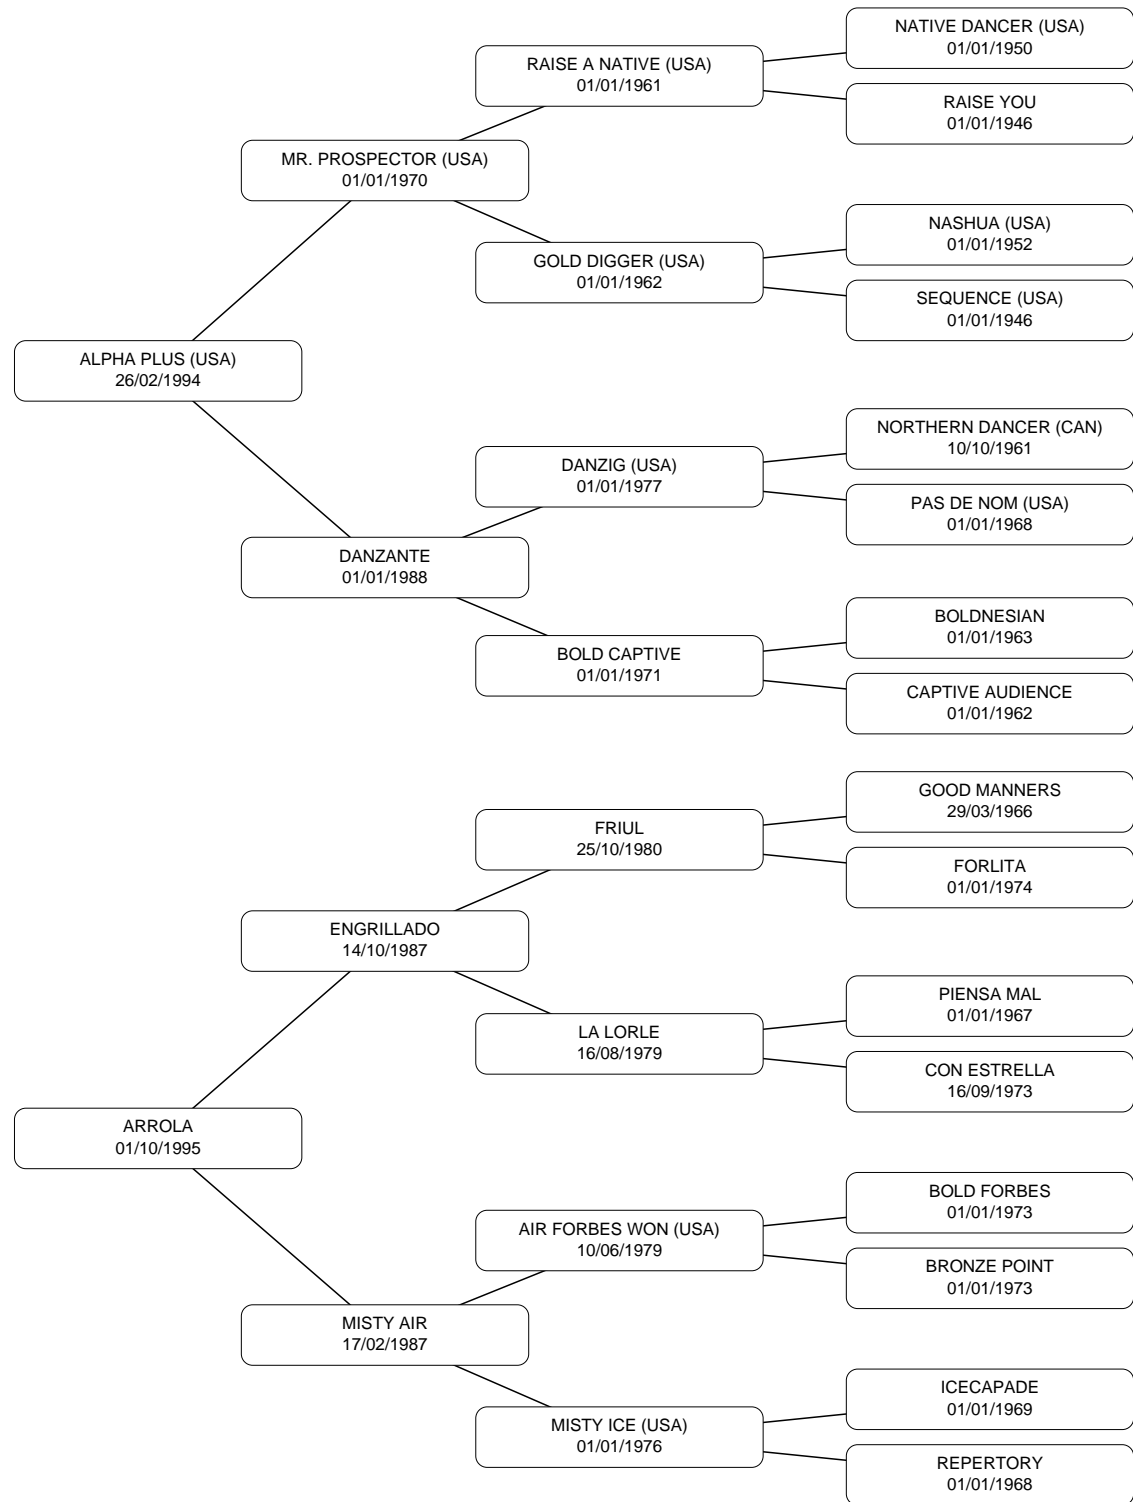 NATIVE DANCER (USA)
01/01/1950
RAISE A NATIVE (USA)
01/01/1961
RAISE YOU
01/01/1946
MR. PROSPECTOR (USA)
01/01/1970
NASHUA (USA)
01/01/1952
GOLD DIGGER (USA)
01/01/1962
SEQUENCE (USA)
01/01/1946
ALPHA PLUS (USA)
26/02/1994
NORTHERN DANCER (CAN)
10/10/1961
DANZIG (USA)
01/01/1977
PAS DE NOM (USA)
01/01/1968
DANZANTE
01/01/1988
BOLDNESIAN
01/01/1963
BOLD CAPTIVE
01/01/1971
CAPTIVE AUDIENCE
01/01/1962
GOOD MANNERS
29/03/1966
FRIUL
25/10/1980
FORLITA
01/01/1974
ENGRILLADO
14/10/1987
PIENSA MAL
01/01/1967
LA LORLE
16/08/1979
CON ESTRELLA
16/09/1973
ARROLA
01/10/1995
BOLD FORBES
01/01/1973
AIR FORBES WON (USA)
10/06/1979
BRONZE POINT
01/01/1973
MISTY AIR
17/02/1987
ICECAPADE
01/01/1969
MISTY ICE (USA)
01/01/1976
REPERTORY
01/01/1968